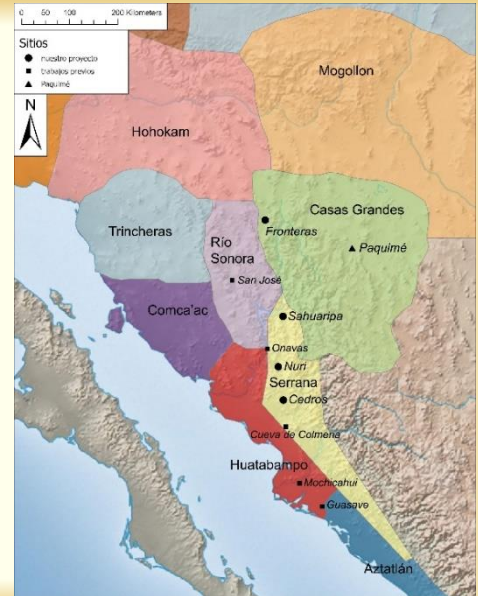 0 50 100 200 Kilometers
Sitios
nuestro proyecto
trabajos previos
Paquimé
N
Mogollon
Hohokam
Trincheras
Río
Sonora
Casas Grandes
Fronteras
Paquimé
San José
Comca'ac
Sahuaripa
Onavas
Nuri
Serrana
Cedros
Cueva de Colmena
Huatabampo
Mochicahui
Guasave
Aztatlán